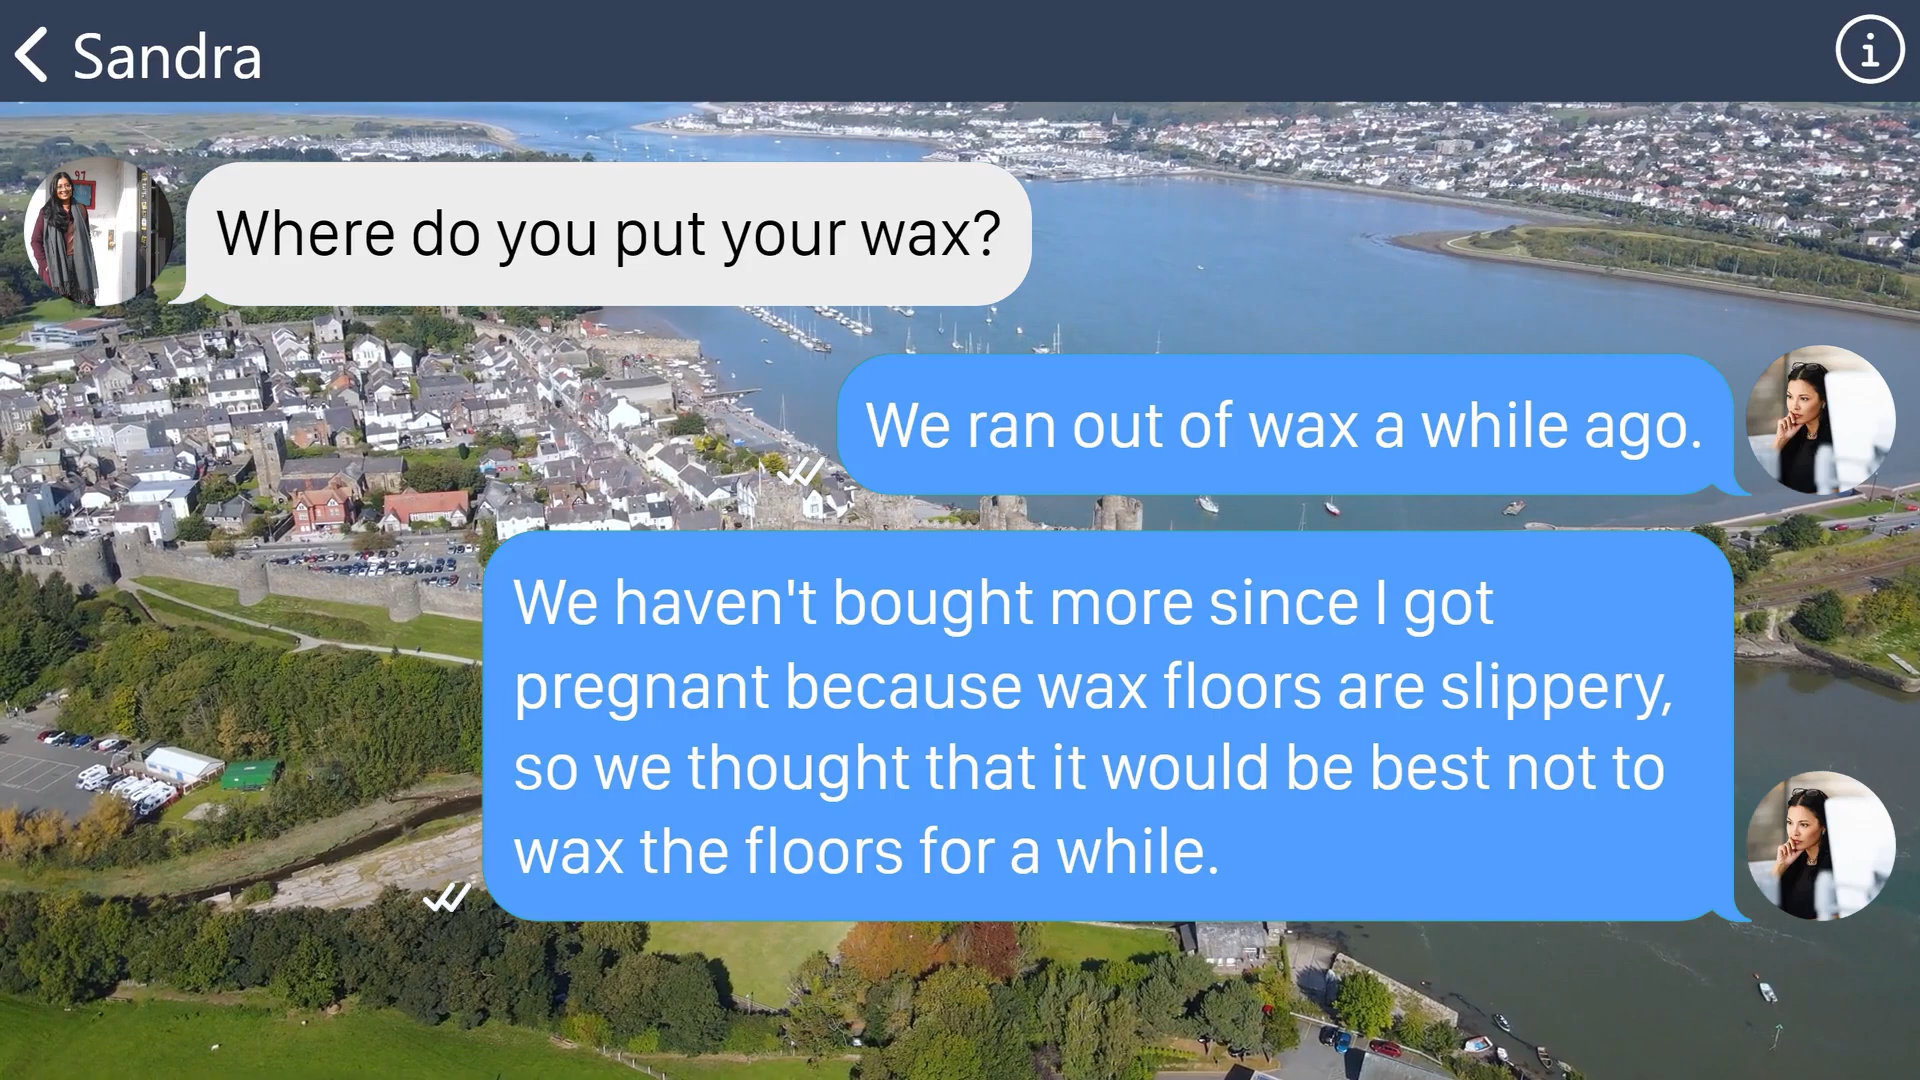 Sandra
Where do you put your wax?
We ran out of wax a while ago.
We haven't bought more since I got
pregnant because wax floors are slippery,
so we thought that it would be best not to
wax the floors for a while.
97